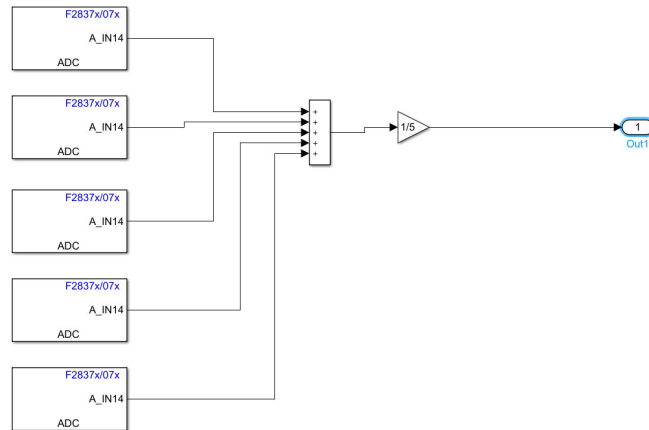 F2837x/07x
A_IN14
ADC
F2837x/07x
A_IN14
ADC
F2837x/07x
A_IN14
ADC
F2837x/07x
A_IN14
ADC
F2837x/07x
A_IN14
ADC
+
+
+
+
+
1/5
1
Out1